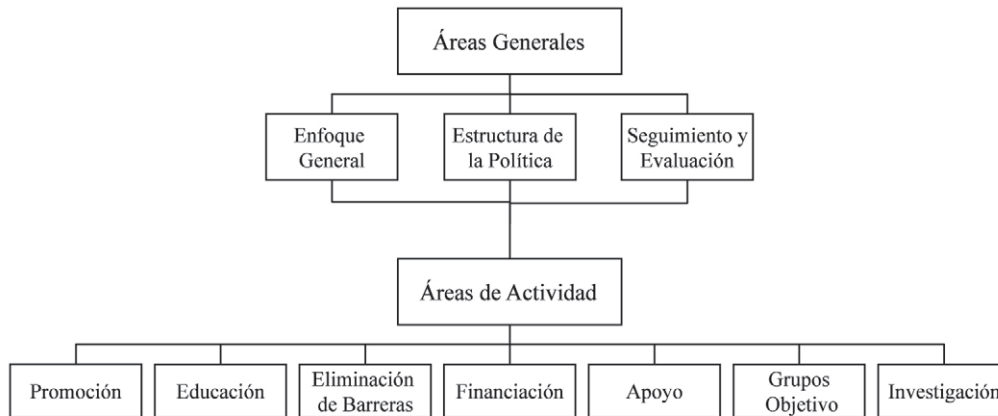 Áreas Generales
Enfoque
General
Estructura de
la Política
Seguimiento y
Evaluación
Áreas de Actividad
Promoción
Educación
Eliminación
de Barreras
Financiación
Apoyo
Grupos
Objetivo
Investigación